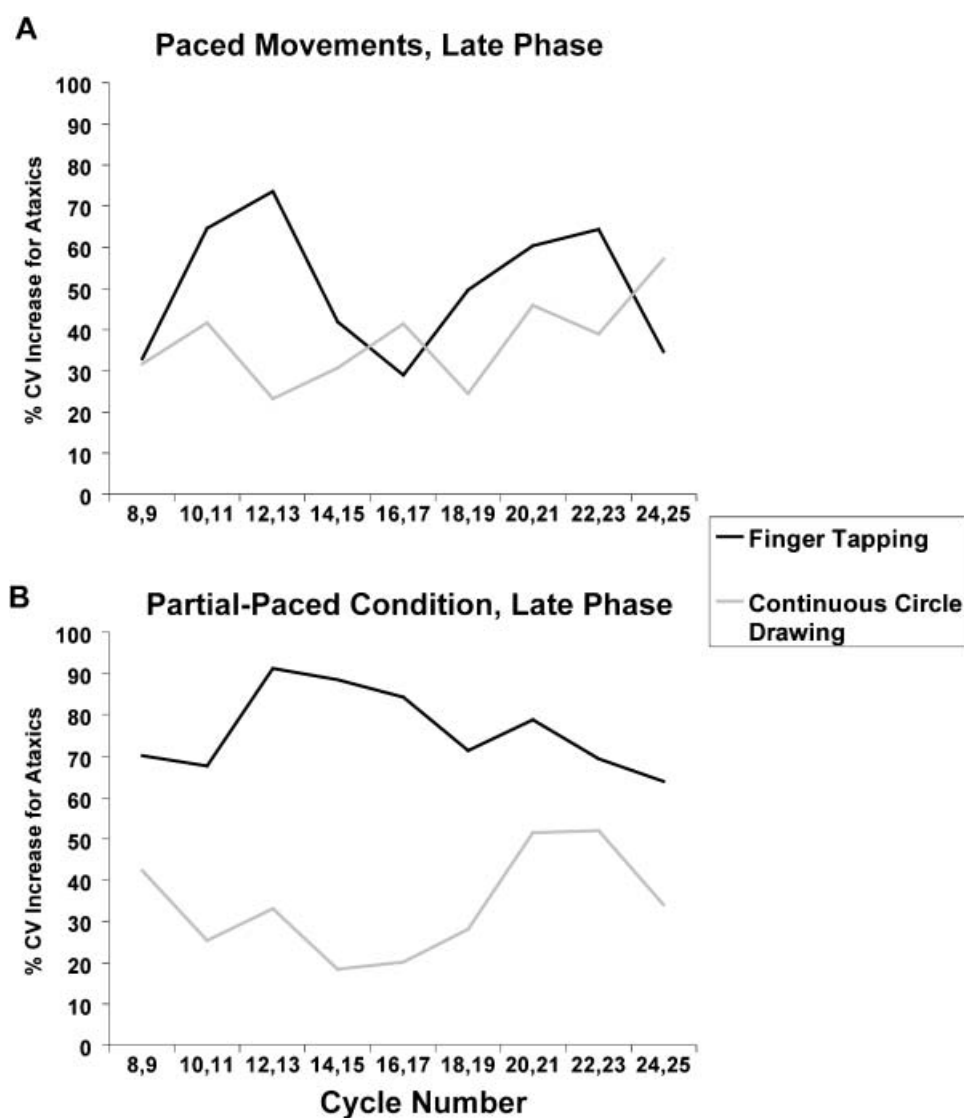 A
Paced Movements, Late Phase
% CV Increase for Ataxics
100
90
80
70
60
50
40
30
20
10
0
8,9 10,11 12,13 14,15 16,17 18,19 20,21 22,23 24,25
Finger Tapping
Continuous Circle
Drawing
B
Partial-Paced Condition, Late Phase
% CV Increase for Ataxics
100
90
80
70
60
50
40
30
20
10
0
8,9 10,11 12,13 14,15 16,17 18,19 20,21 22,23 24,25
Cycle Number